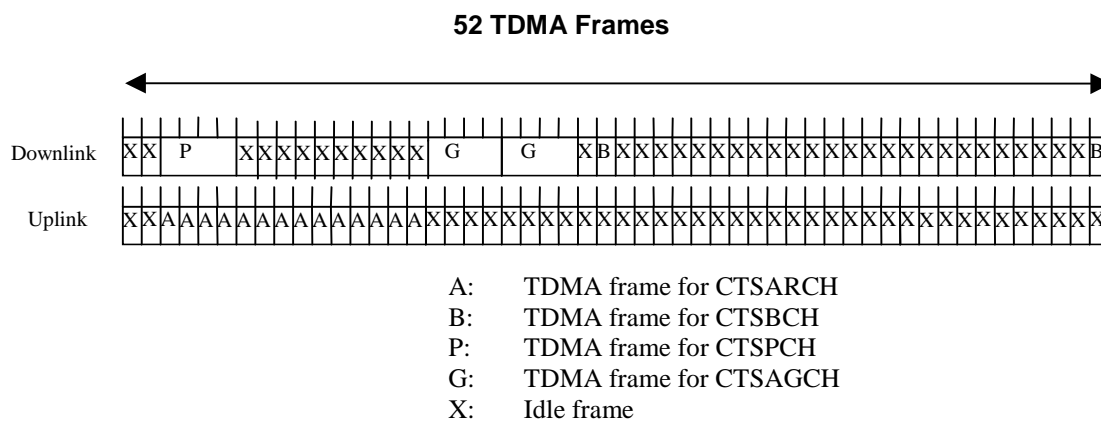 52 TDMA Frames
Downlink X X P X X X X X X X X X X G G X B X X X X X X X X X X X X X X X X X X X X X X X X X B
Uplink X X A A A A A A A A A A A A A A X X X X X X X X X X X X X X X X X X X X X X X X X X X X X X X X X X X X
A: TDMA frame for CTSARCH
B: TDMA frame for CTSBCH
P: TDMA frame for CTSPCH
G: TDMA frame for CTSAGCH
X: Idle frame